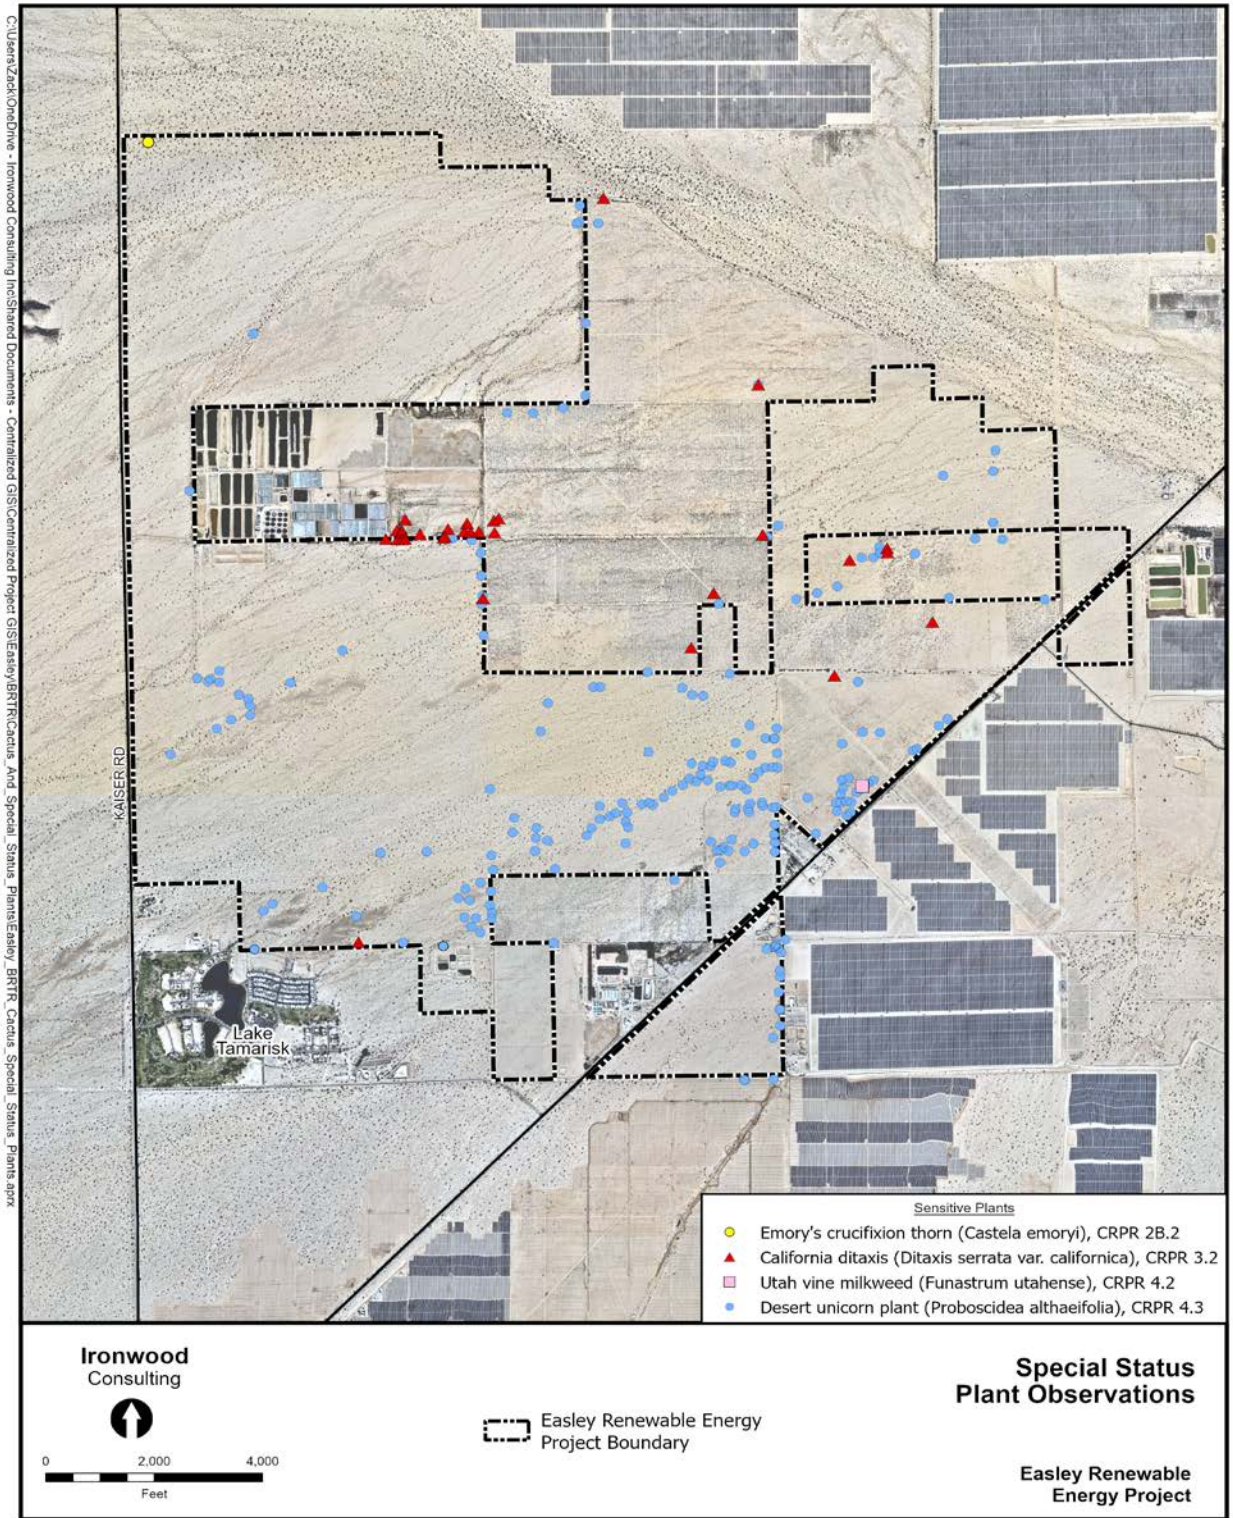 C:\Users\Zack\OneDrive - Ironwood Consulting Inc\Shared Documents - Centralized GIS\Centralized Project GIS\Easley\BRTR\Cactus_And_Special_Status_Plants\Easley_BRTR_Cactus_Special_Status_Plants.aprx
KAISER RD
Lake
Tamarisk
Sensitive Plants
Emory's crucifixion thorn (Castela emoryi), CRPR 2B.2
California ditaxis (Ditaxis serrata var. californica), CRPR 3.2
Utah vine milkweed (Funastrum utahense), CRPR 4.2
Desert unicorn plant (Proboscidea althaeifolia), CRPR 4.3
Ironwood
Consulting
0 2,000 4,000
Feet
Easley Renewable Energy
Project Boundary
Special Status
Plant Observations
Easley Renewable
Energy Project